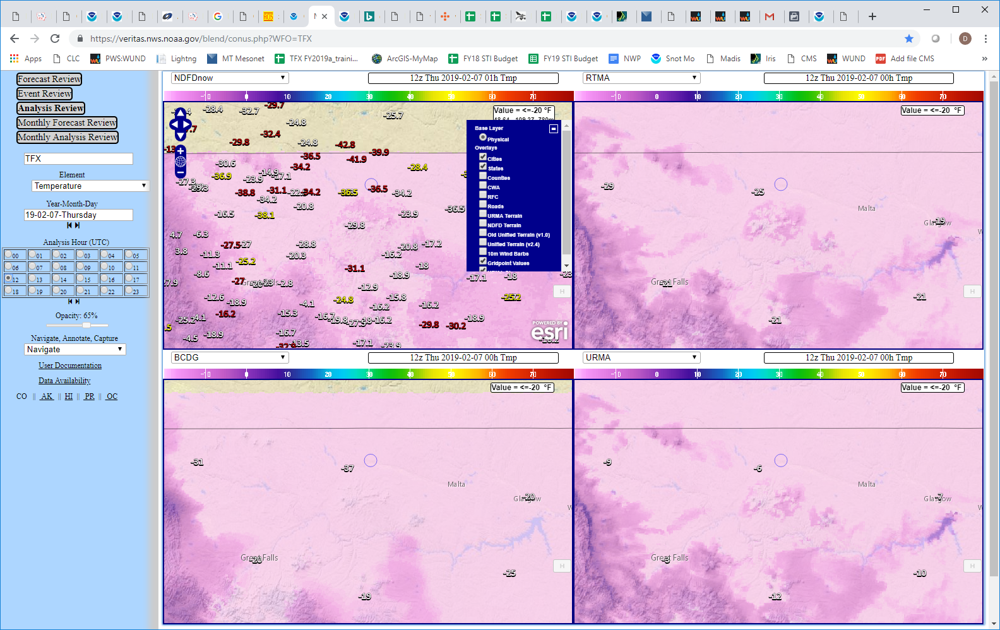 https://veritas.nws.noaa.gov/blend/conus.php?WFO=TFX
D
Apps CLC PWS:WUND Lightng MT Mesonet TFX FY2019a_traini... ArcGIS-MyMap FY18 STI Budget FY19 STI Budget NWP Snot Mo Madis Iris CMS WUND Add file CMS »
Forecast Review
Event Review
Analysis Review
Monthly Forecast Review
Monthly Analysis Review
TFX
Element
Temperature
Year-Month-Day
19-02-07-Thursday
Analysis Hour (UTC)
00 01 02 03 04 05
06 07 08 09 10 11
12 13 14 15 16 17
18 19 20 21 22 23
Opacity: 65%
Navigate, Annotate, Capture
Navigate
User Documentation
Data Availability
CO || AK || HI || PR || OC
NDFDnow
12z Thu 2019-02-07 01h Tmp
-10 0 10 20 30 40 50 60 70
Value = <=-20 °F
Base Layer
Physical
Overlays
Cities
States
Counties
CWA
RFC
Roads
URMA Terrain
NDFD Terrain
Old Unified Terrain (v1.0)
Unified Terrain (v2.4)
10m Wind Barbs
Gridpoint Values
-28.4 -32.7 -29.7 -25.7
-24.8
-32.4
-29.8 -24.8 -42.8
-36.5 -41.9 -39.9
-30.6 -34.2 -28.4
-36.9 -23.9 -14.9 -17.1
-38.8 -31.1 -34.2 -36.5 -36.5 -34.2
-34.2
-20.8 -36.5
-16.5 -38.1 -23.9
-29.8
4.7 -6.3
-27.5 -27 -28.8 -20.8 -17.2
3.8 -11.3 -20.3 -16.2
-11.1 -25.2 -31.1 -18
-8.6 -18.9 -17.1 -18
-27 Great Falls -23 -2.8 -12.9
-12.6 -18.9 -4.1 -24.8 -15.8 -25.2
-16.2 -15.3 -16.7 -16.2 -16.2
-25.2 -4.1 -19.8 -27.3 -16.2 -18.9
-4.5 -18.9 -16.7 -29.8 -30.2
-17.1 -23.9
H
POWERED BY
esri
RTMA
12z Thu 2019-02-07 00h Tmp
-10 0 10 20 30 40 50 60 70
Value = <=-20 °F
-29
-25
Malta
Glasgow
-19
Great Falls
-21
-21
-21
H
BCDG
12z Thu 2019-02-07 00h Tmp
-10 0 10 20 30 40 50 60 70
Value = <=-20 °F
-31
-37
Malta
Glasgow
-20
W
Great Falls
-20
-25
-19
H
URMA
12z Thu 2019-02-07 00h Tmp
-10 0 10 20 30 40 50 60 70
Value = <=-20 °F
-9
-6
Malta
Glasgow
-7
W
Great Falls
-3
-10
-12
H